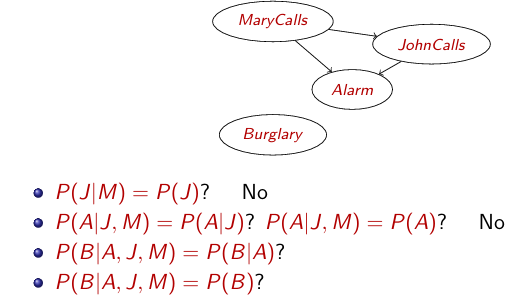 MaryCalls
JohnCalls
Alarm
Burglary
P(J|M) = P(J)? No
P(A|J, M) = P(A|J)? P(A|J, M) = P(A)? No
P(B|A, J, M) = P(B|A)?
P(B|A, J, M) = P(B)?